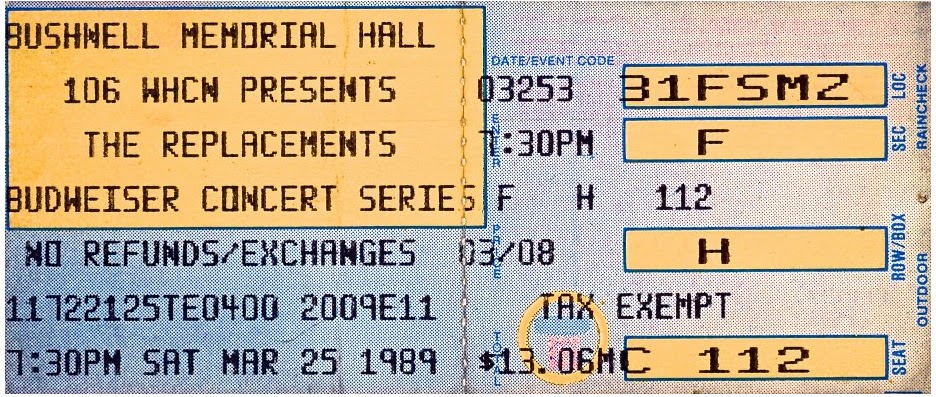 DATE/EVENT CODE
BUSHNELL MEMORIAL HALL
106 WHCN PRESENTS 03253 31FSMZ LOC
THE REPLACEMENTS 7:30PM F SEC
BUDWEISER CONCERT SERIES F H 112
NO REFUNDS/EXCHANGES 03/08 H ROW/BOX
11722125TE0400 2009E11 TAX EXEMPT
7:30PM SAT MAR 25 1989 $13.06MC 112 SEAT
RAINCHECK
OUTDOOR